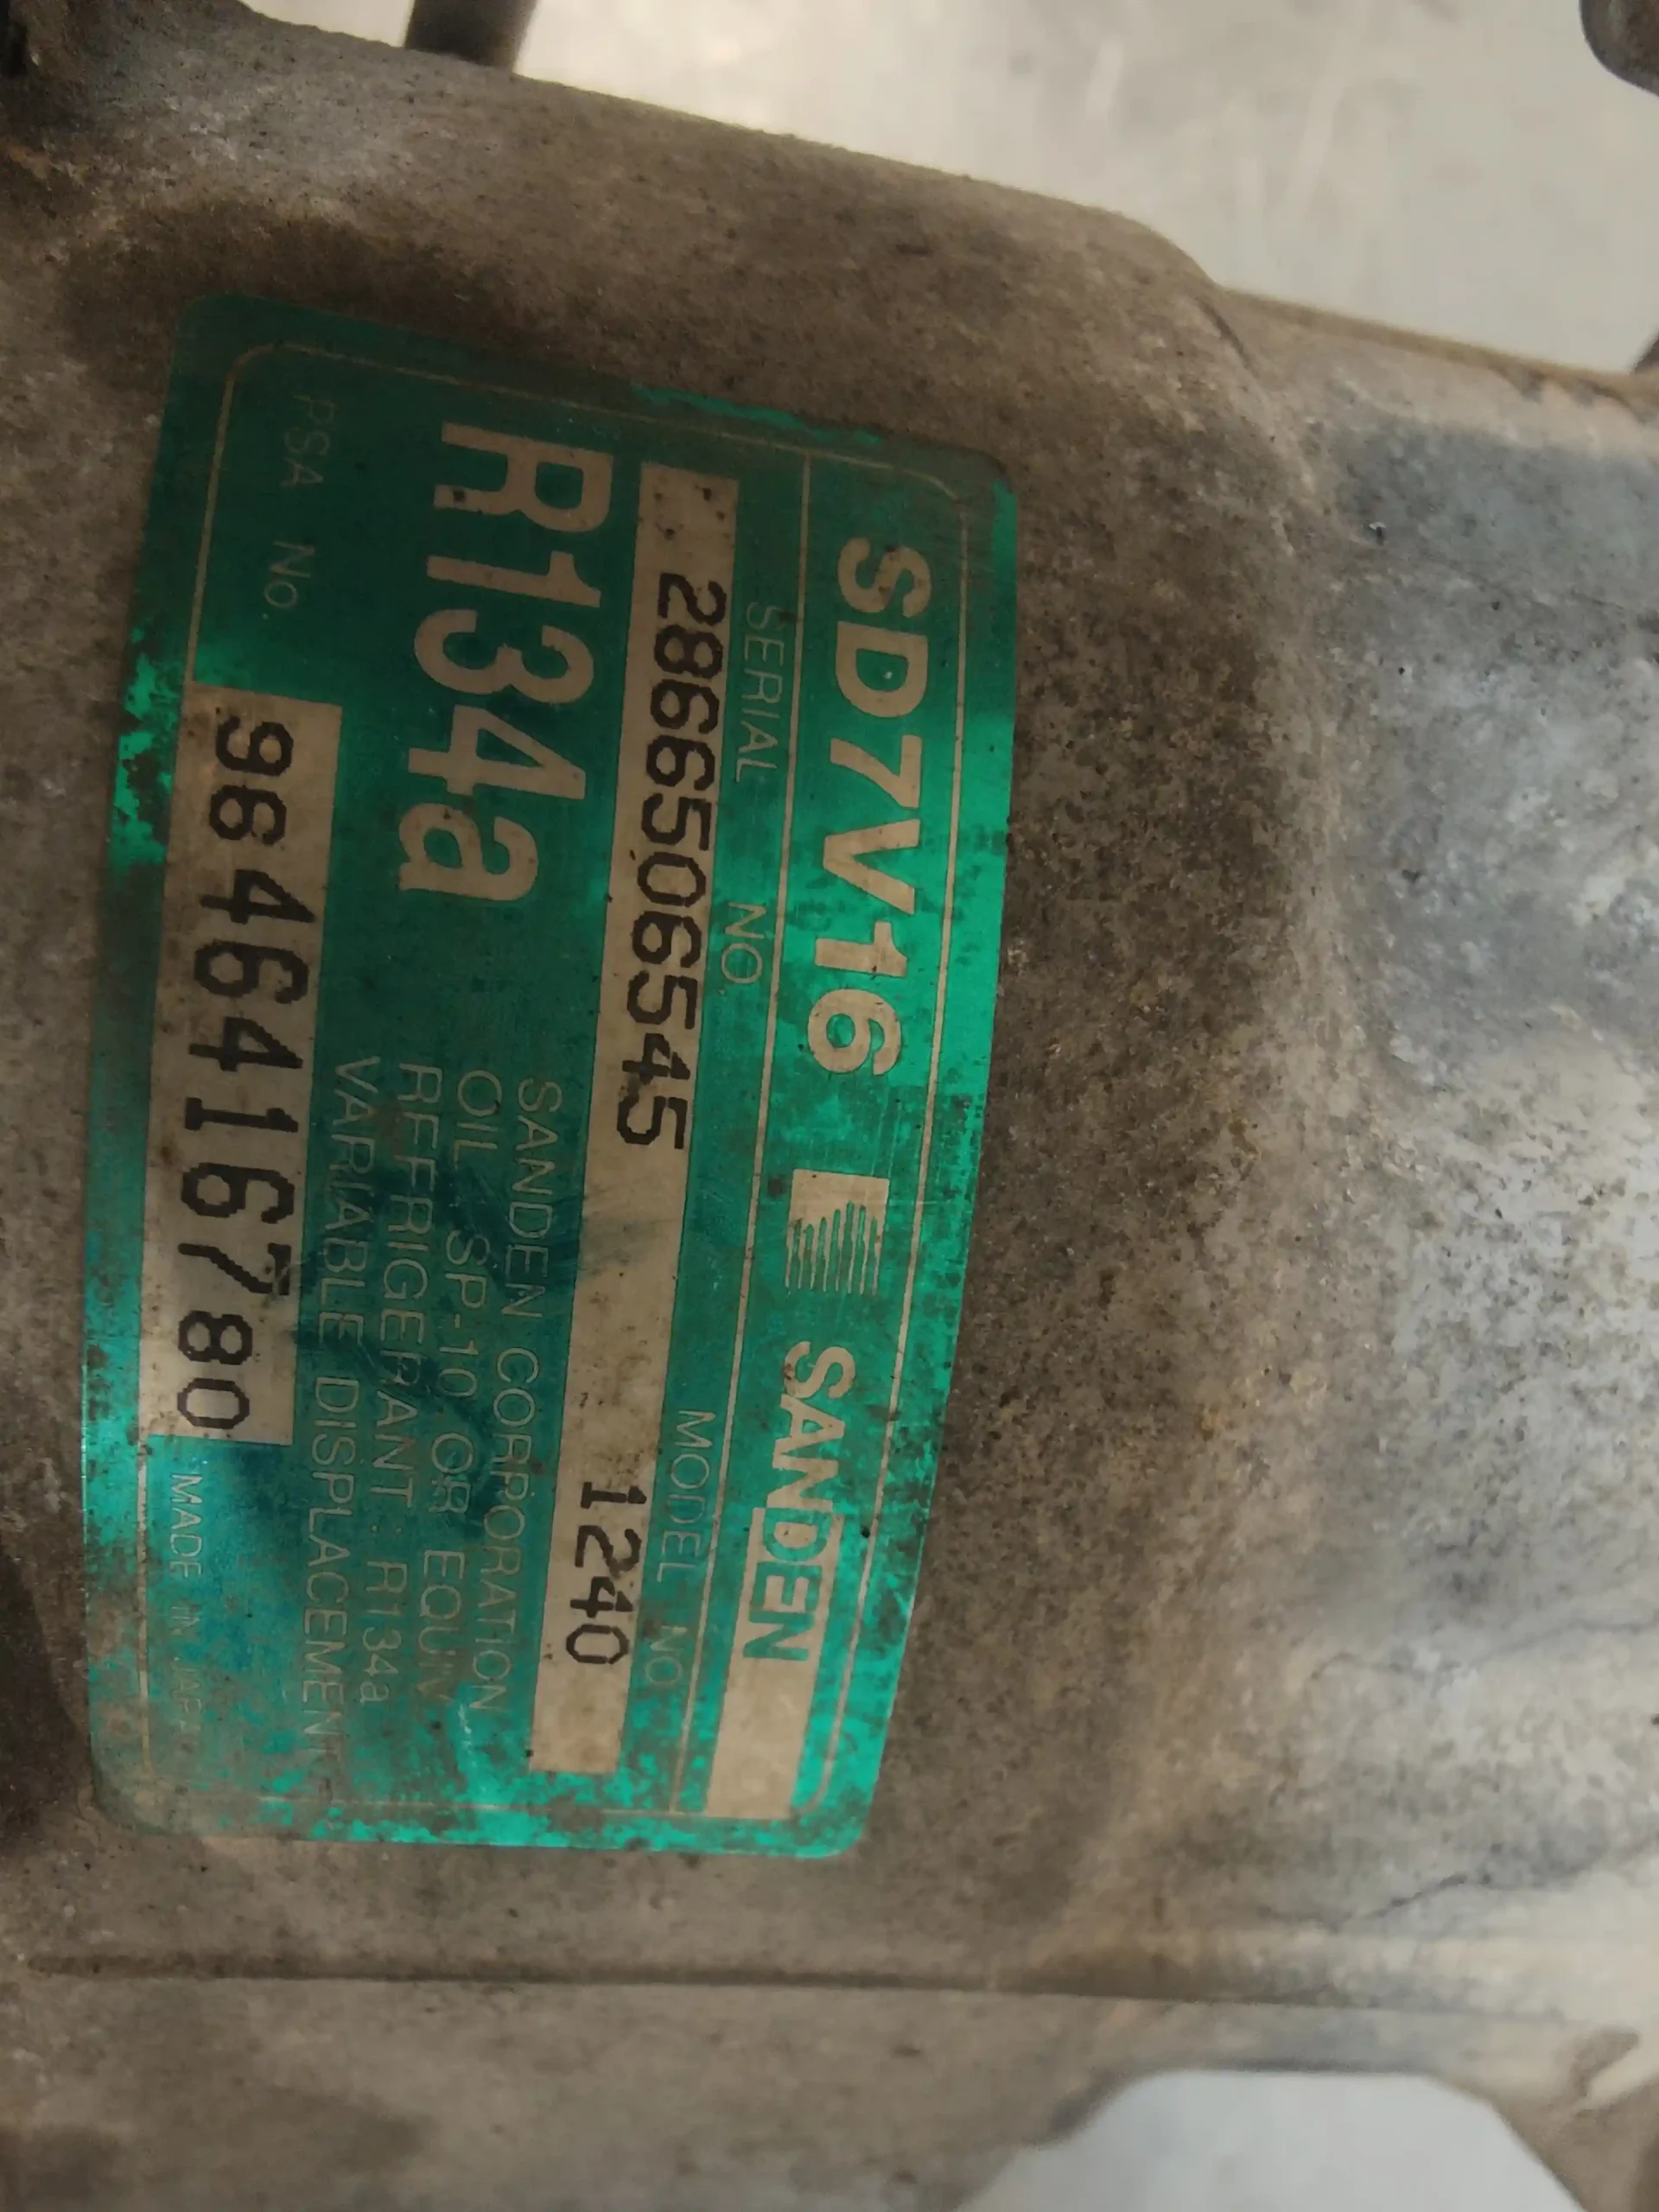 SD7V16 SANDEN
SERIAL NO. MODEL NO.
2866506545 1240
R134a
SANDEN CORPORATION
OIL SP-10 OR EQUIV
REFRIGERANT : R134a
VARIABLE DISPLACEMENT
PSA No. 9646416780 MADE IN JAPAN